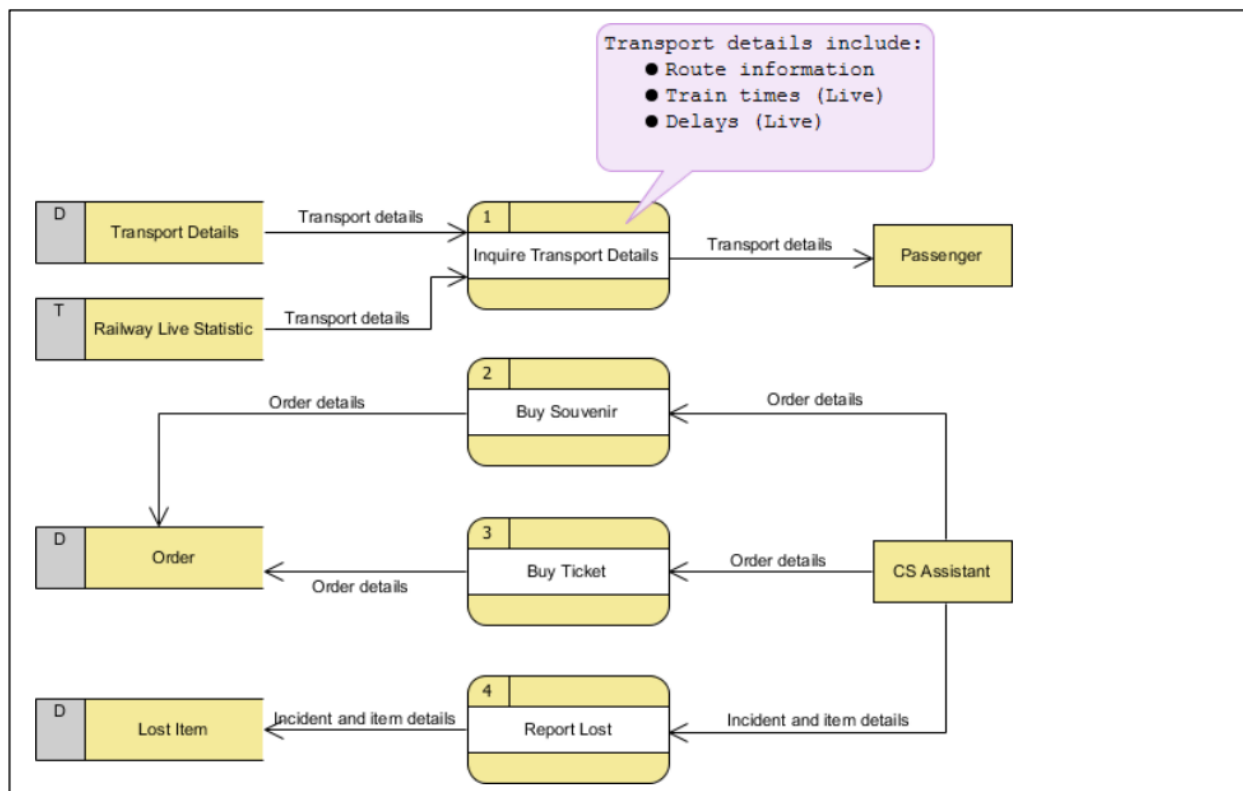 Transport details include:
● Route information
● Train times (Live)
● Delays (Live)
D
Transport Details
Transport details
1
Inquire Transport Details
Transport details
Passenger
T
Railway Live Statistic
Transport details
2
Buy Souvenir
Order details
Order details
D
Order
Order details
3
Buy Ticket
Order details
CS Assistant
D
Lost Item
Incident and item details
4
Report Lost
Incident and item details